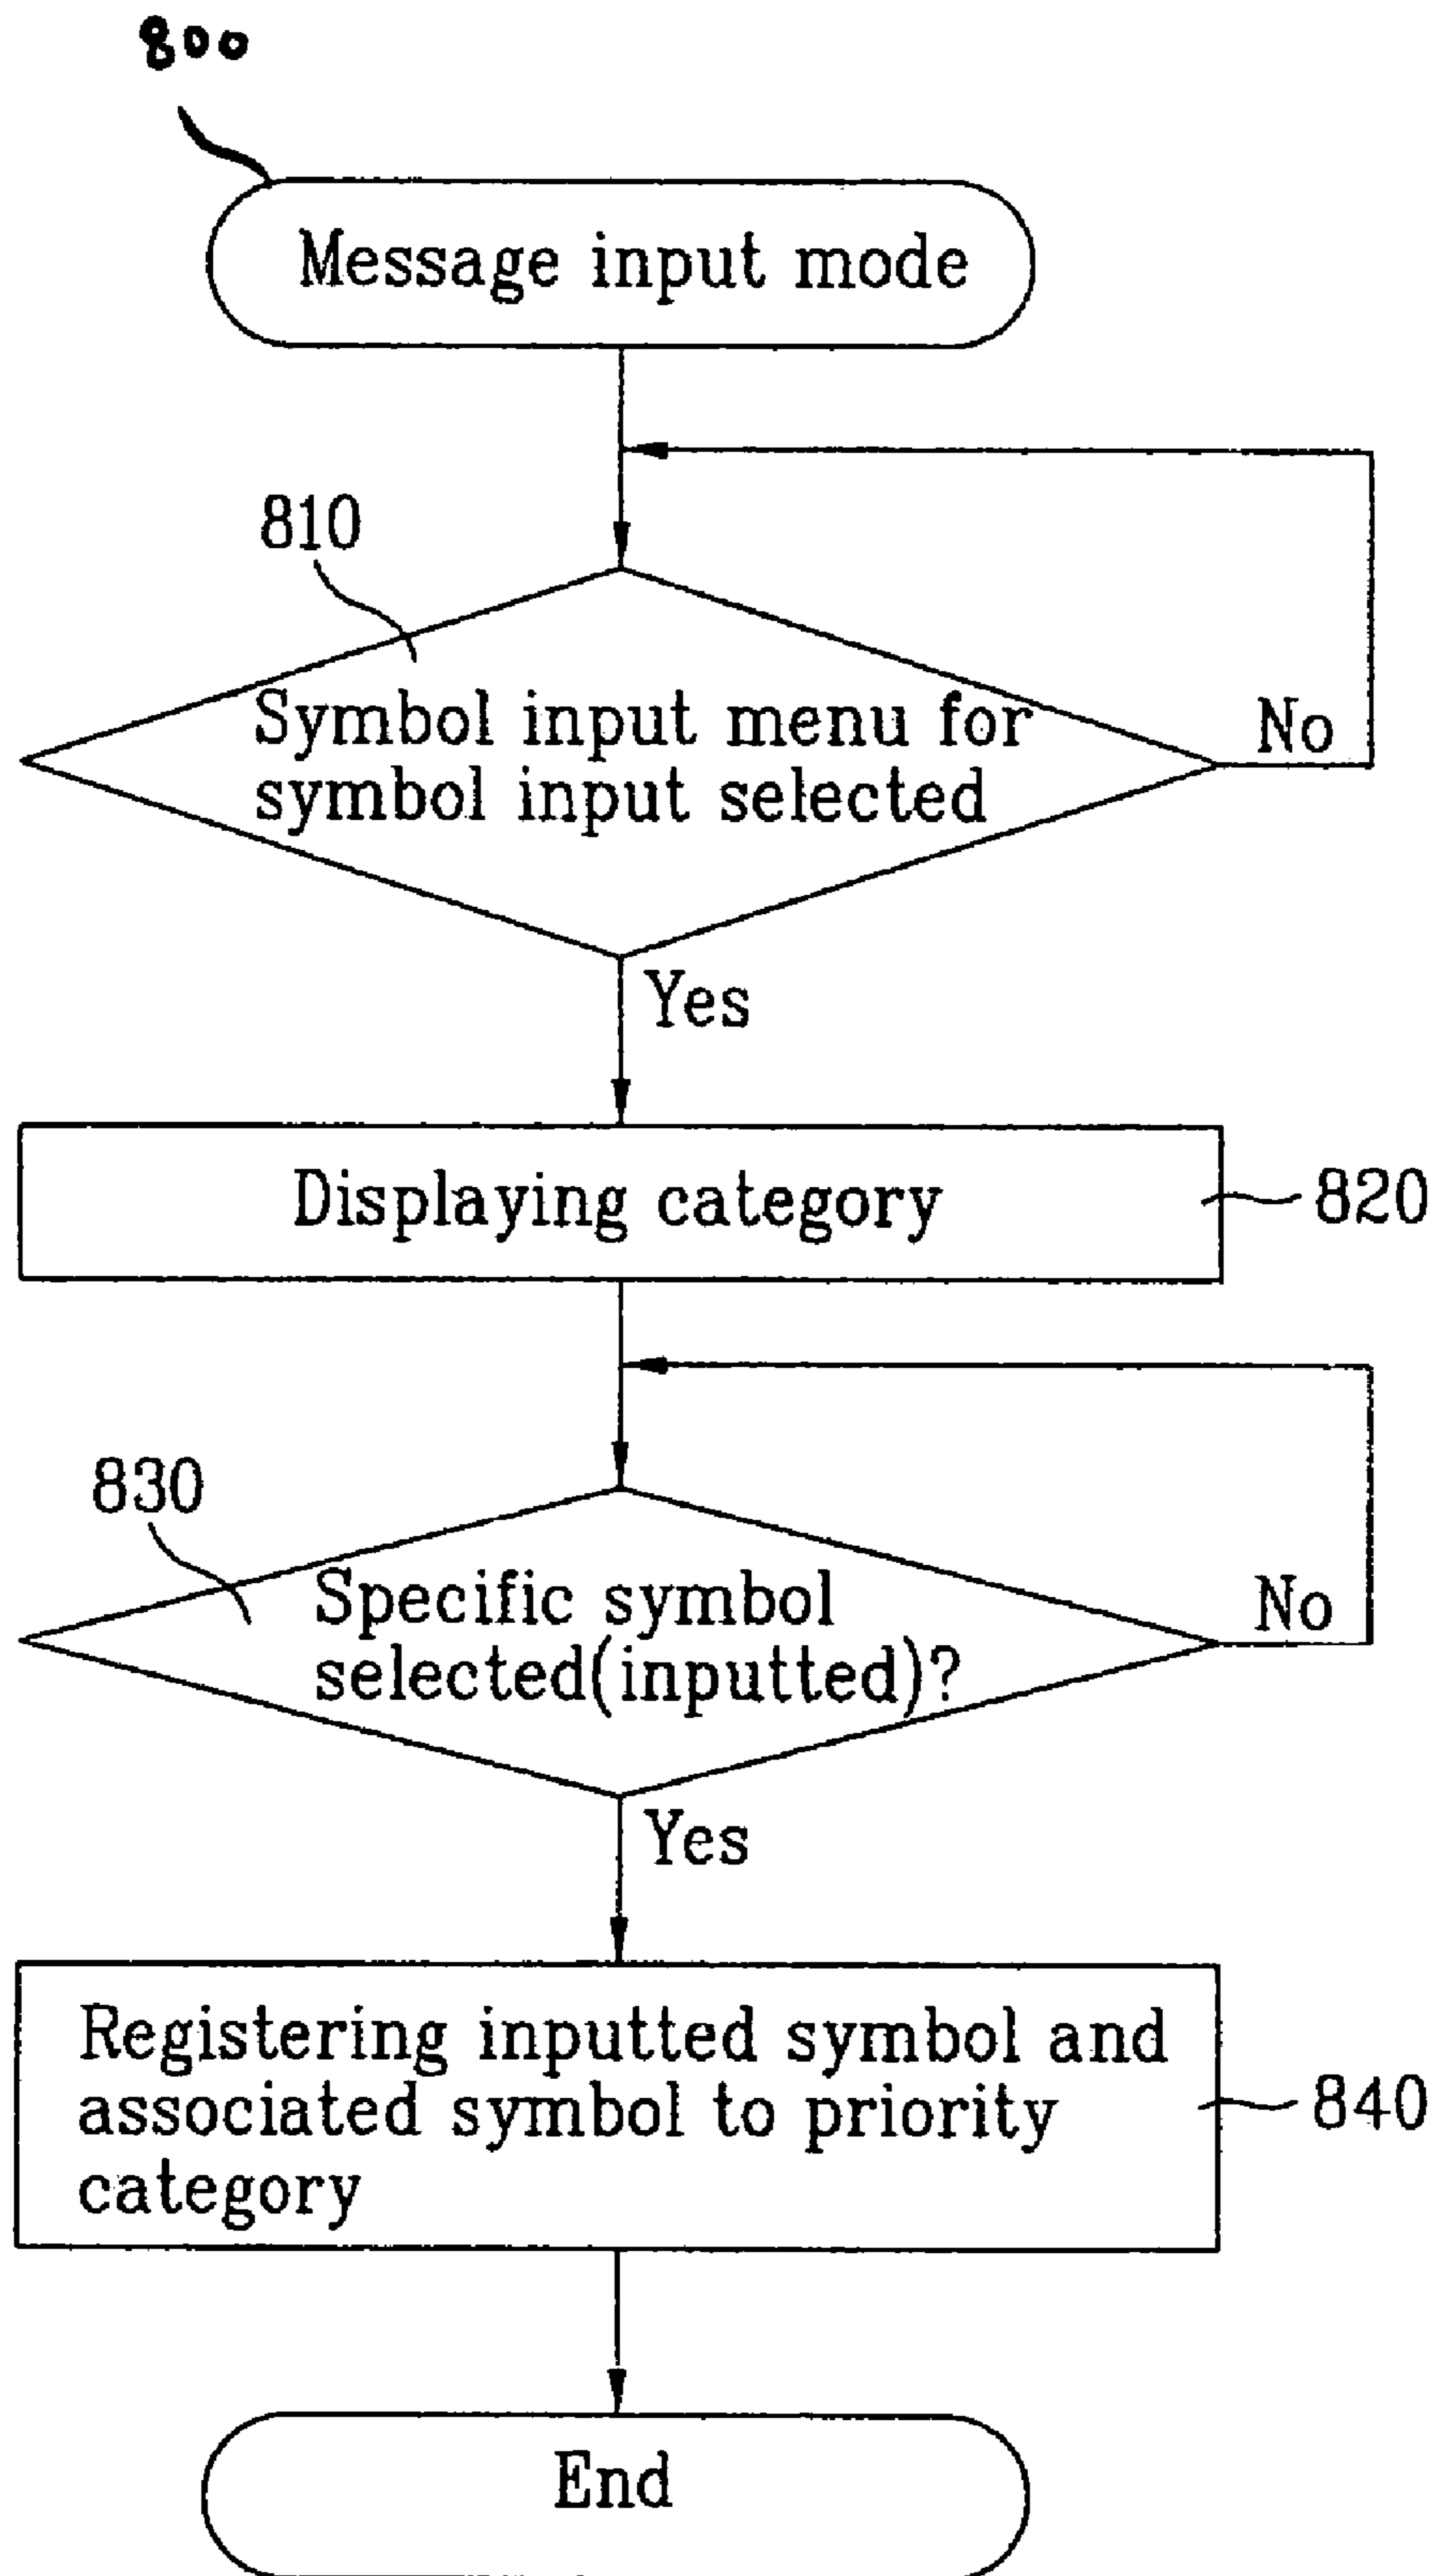 800
Message input mode
810
Symbol input menu for
symbol input selected
No
Yes
Displaying category
820
830
Specific symbol
selected(inputted)?
No
Yes
Registering inputted symbol and
associated symbol to priority
category
840
End